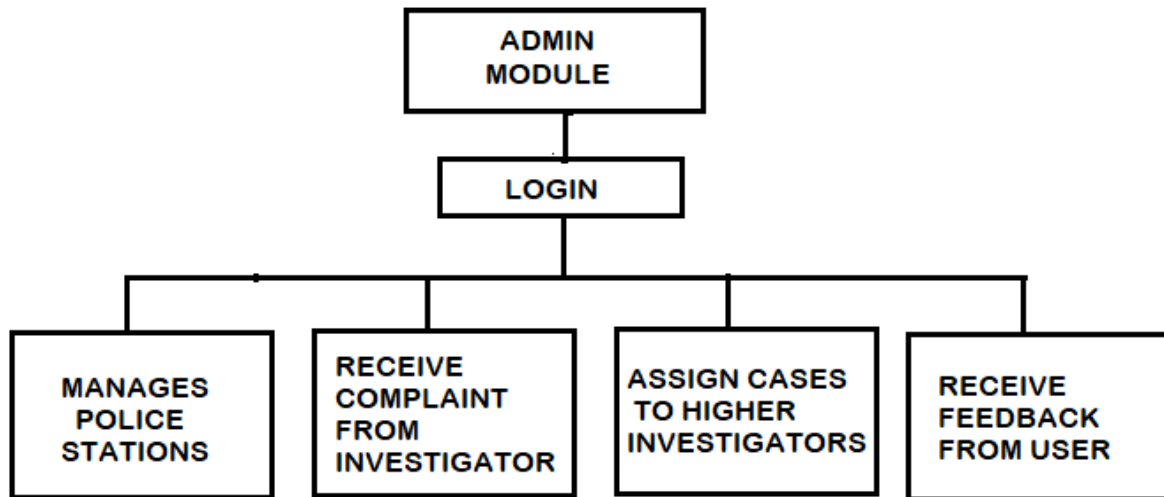 ADMIN
MODULE
LOGIN
MANAGES
POLICE
STATIONS
RECEIVE
COMPLAINT
FROM
INVESTIGATOR
ASSIGN CASES
TO HIGHER
INVESTIGATORS
RECEIVE
FEEDBACK
FROM USER